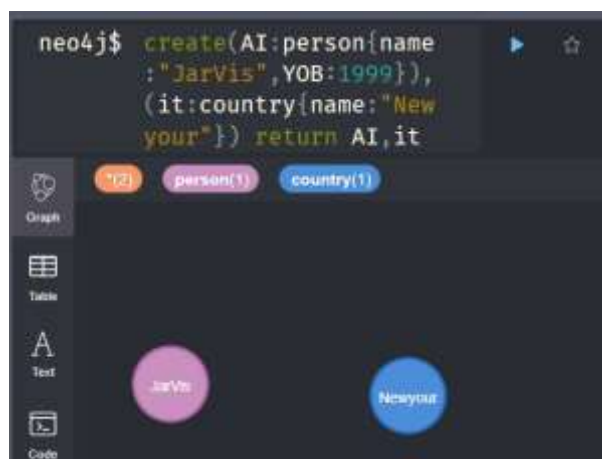 neo4j$ create(AI:person{name
:"JarVis",YOB:1999}),
(it:country{name:"New
your"}) return AI,it
*(2) person(1) country(1)
Graph
Table
A
Text
Code
JarVis
Newyour